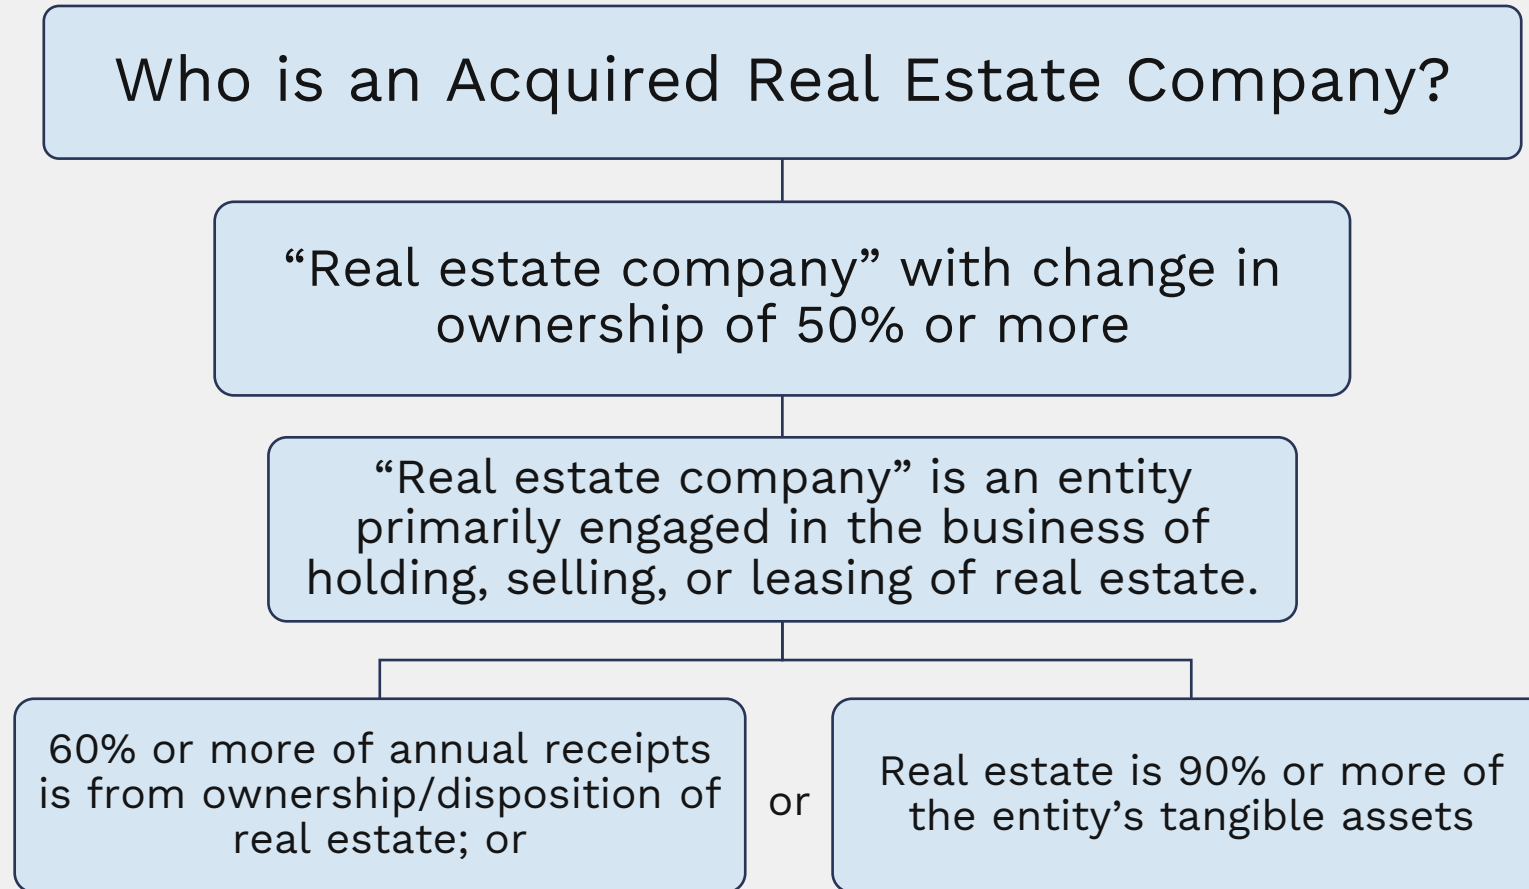 Who is an Acquired Real Estate Company?
“Real estate company” with change in
ownership of 50% or more
“Real estate company” is an entity
primarily engaged in the business of
holding, selling, or leasing of real estate.
60% or more of annual receipts
is from ownership/disposition of
real estate; or
or
Real estate is 90% or more of
the entity’s tangible assets